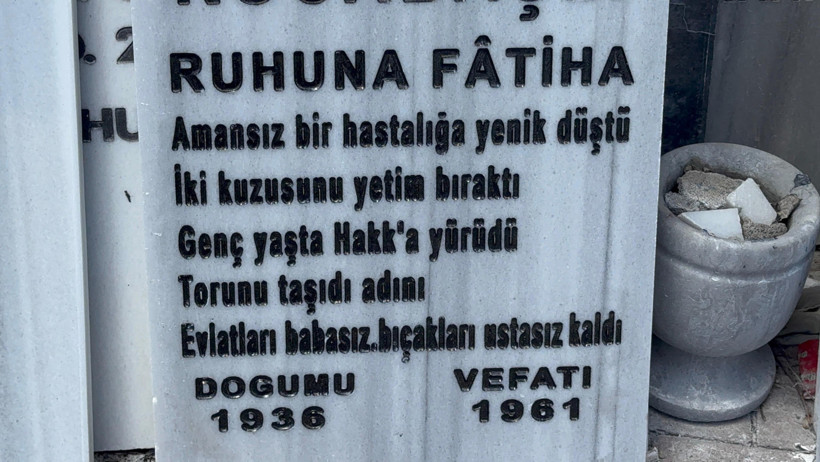 RUHUNA FÂTİHA
Amansız bir hastalığa yenik düştü
İki kuzusunu yetim bıraktı
Genç yaşta Hakk'a yürüdü
Torunu taşıdı adını
Evlatları babasız.bıçakları ustasız kaldı
DOĞUMU VEFATI
1936 1961